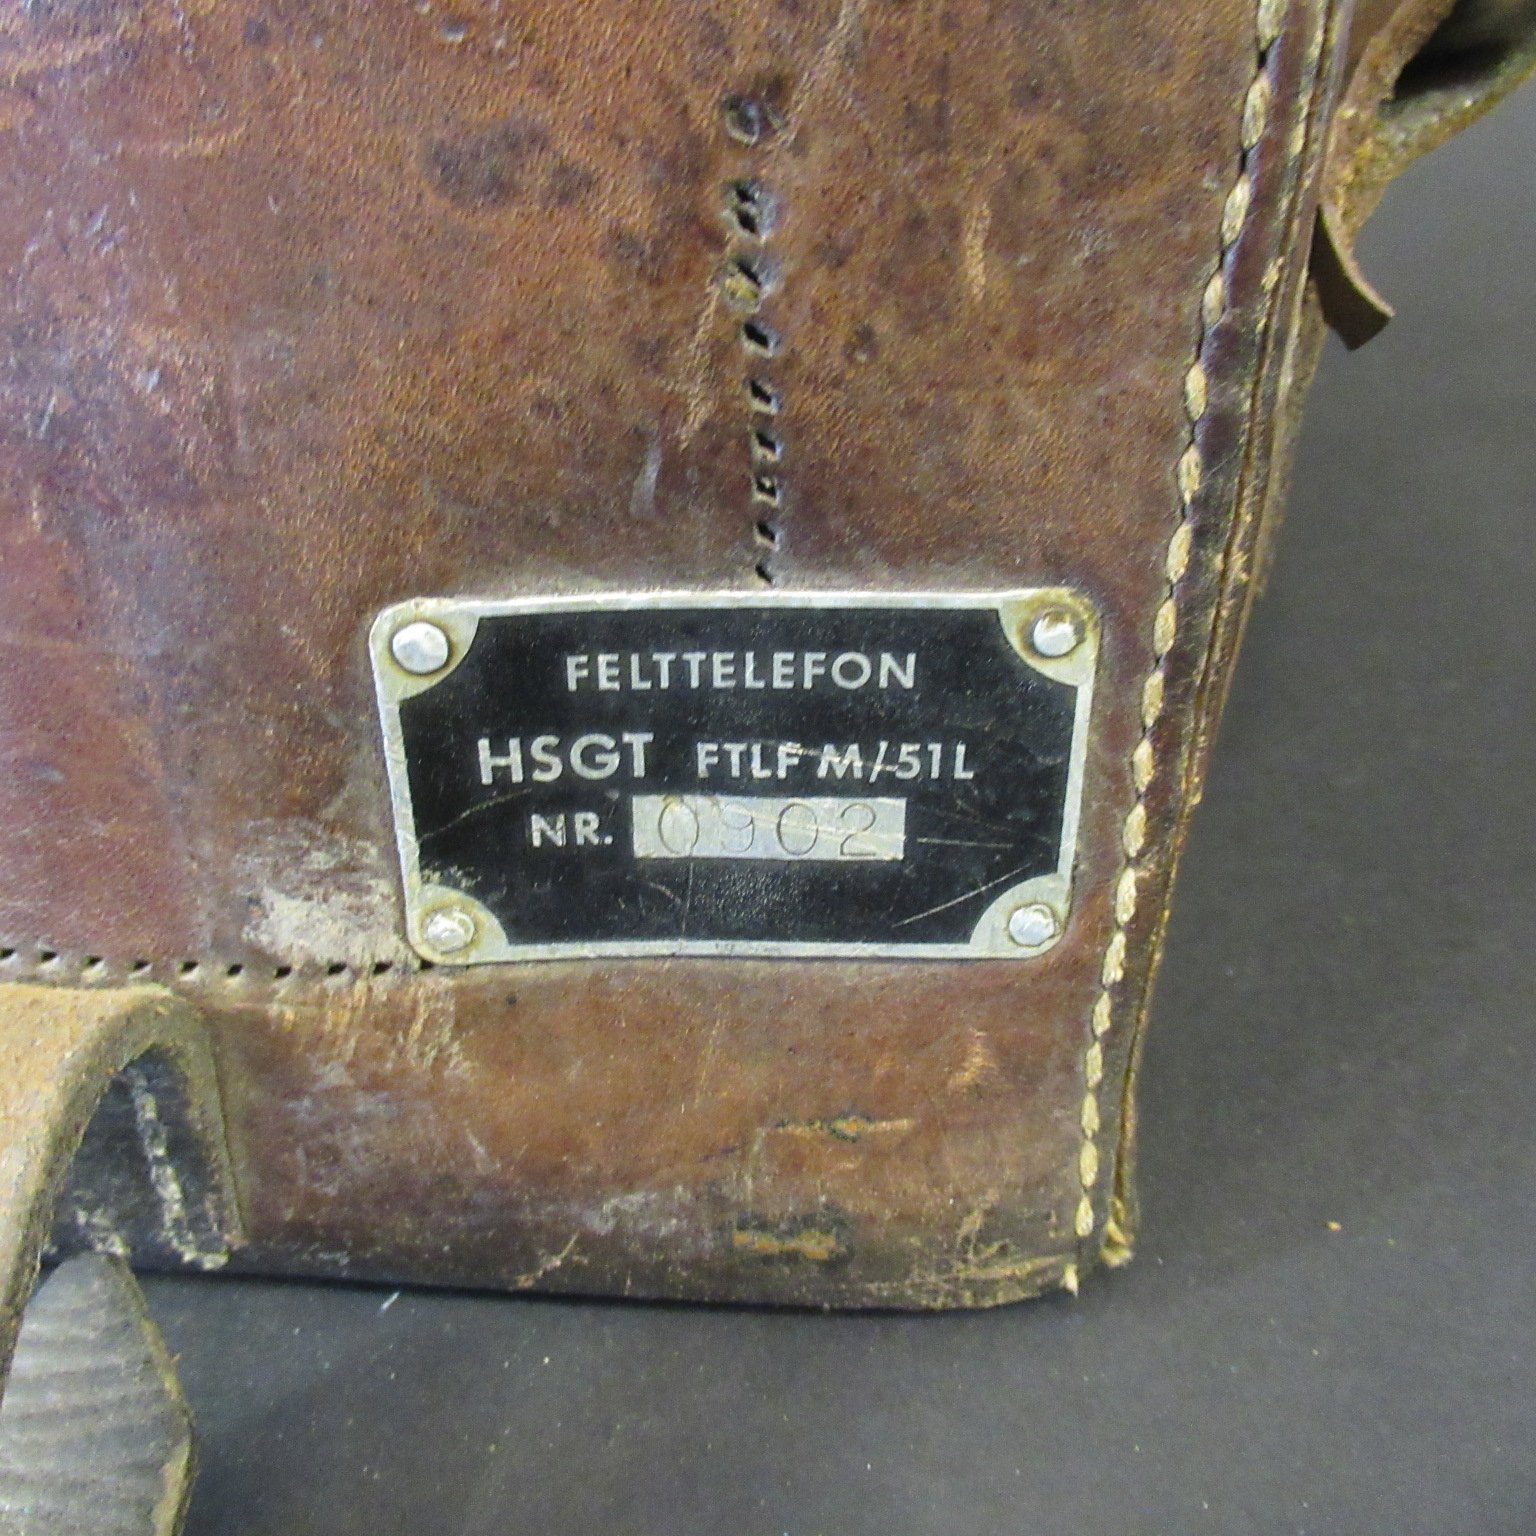 FELTTELEFON
HSGT FTLF M/51L
NR. 0902